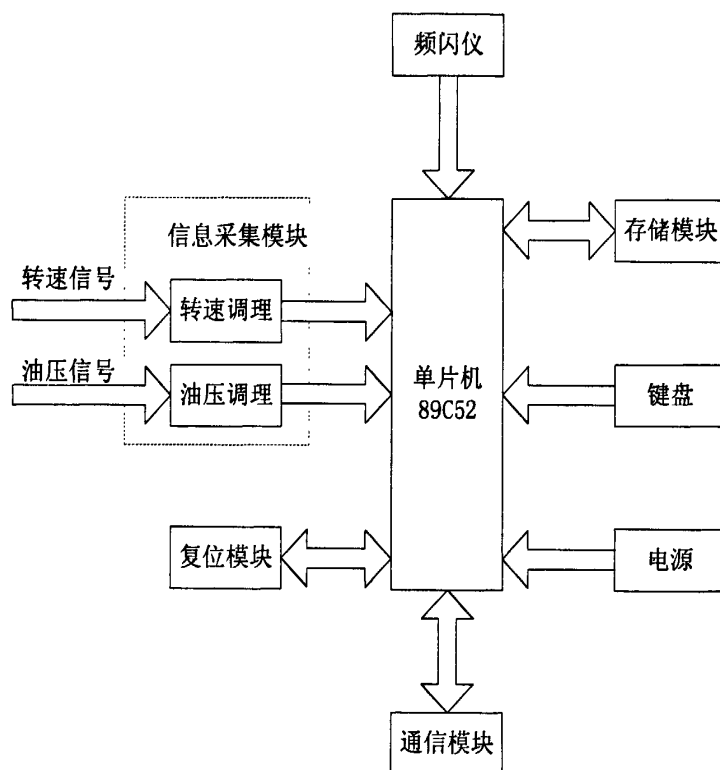 频闪仪
信息采集模块
存储模块
转速信号
转速调理
油压信号
油压调理
单片机
89C52
键盘
复位模块
电源
通信模块